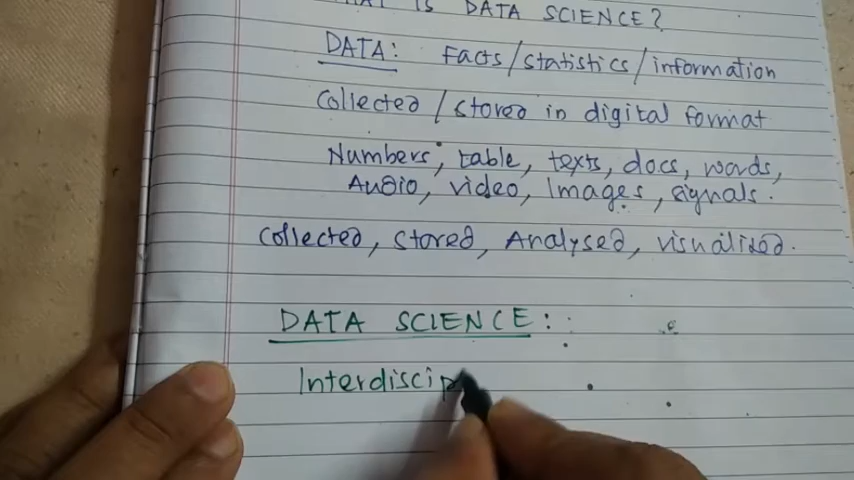 WHAT IS DATA SCIENCE?
DATA: Facts/statistics/information
Collected/stored in digital format
Numbers, table, texts, docs, words,
Audio, video, Images, signals.
Collected, stored, Analysed, visualized.
DATA SCIENCE:
Interdiscip